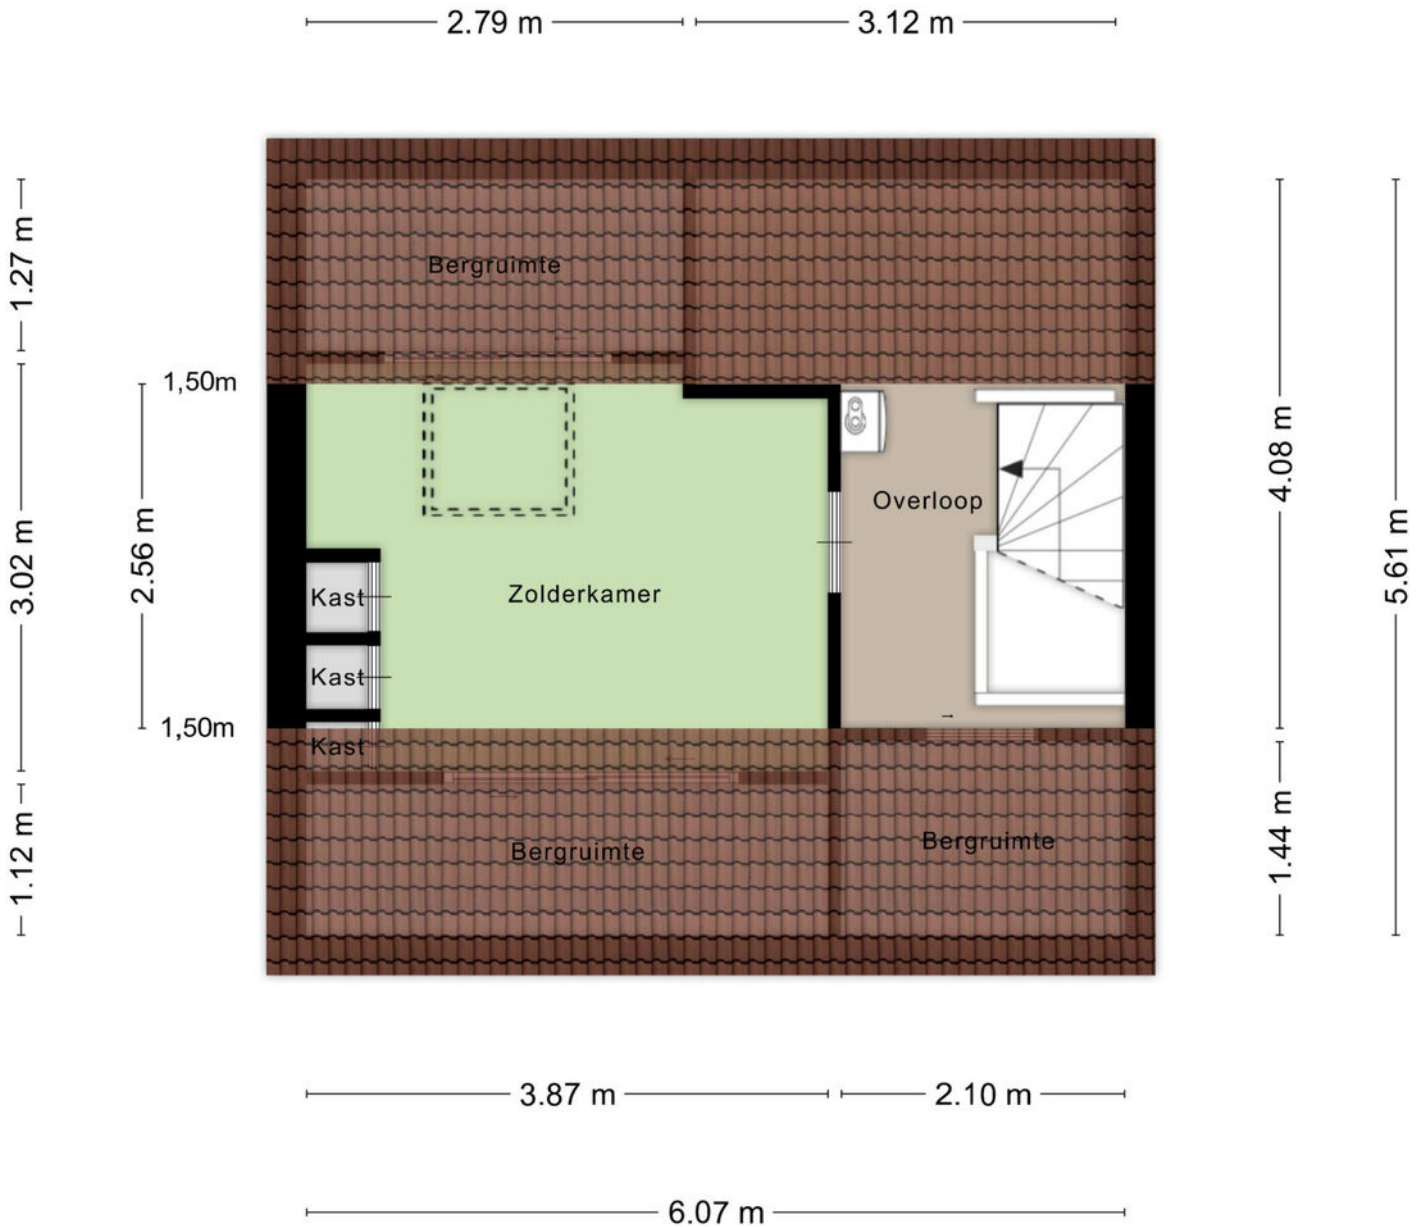 2.79 m
3.12 m
1.27 m
Bergruimte
1,50m
4.08 m
Overloop
3.02 m
2.56 m
5.61 m
Zolderkamer
Kast
Kast
1,50m
Kast
1.12 m
Bergruimte
Bergruimte
1.44 m
3.87 m
2.10 m
6.07 m